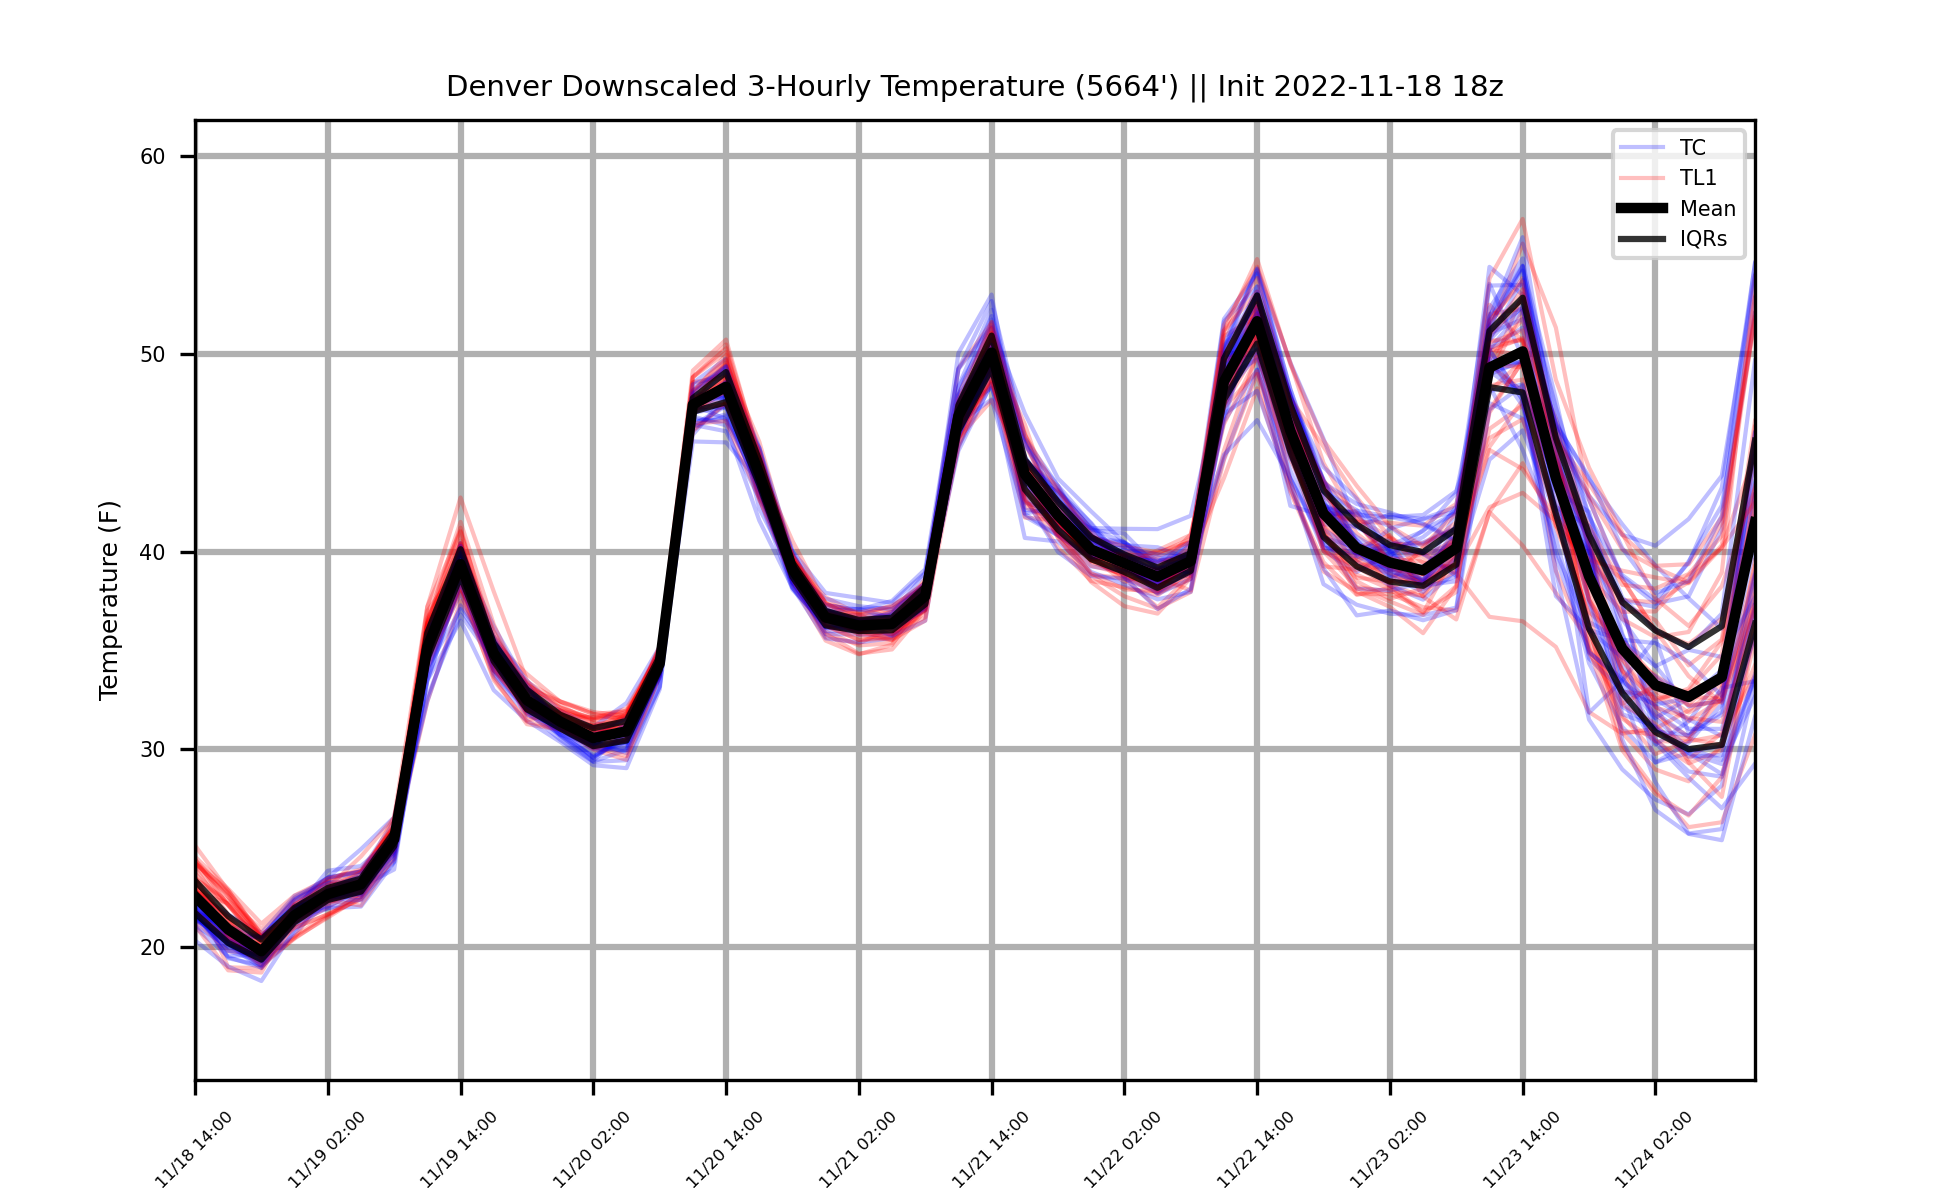 Denver Downscaled 3-Hourly Temperature (5664') || Init 2022-11-18 18z
TC
TL1
Mean
IQRs
Temperature (F)
60
50
40
30
20
11/18 14:00
11/19 02:00
11/19 14:00
11/20 02:00
11/20 14:00
11/21 02:00
11/21 14:00
11/22 02:00
11/22 14:00
11/23 02:00
11/23 14:00
11/24 02:00